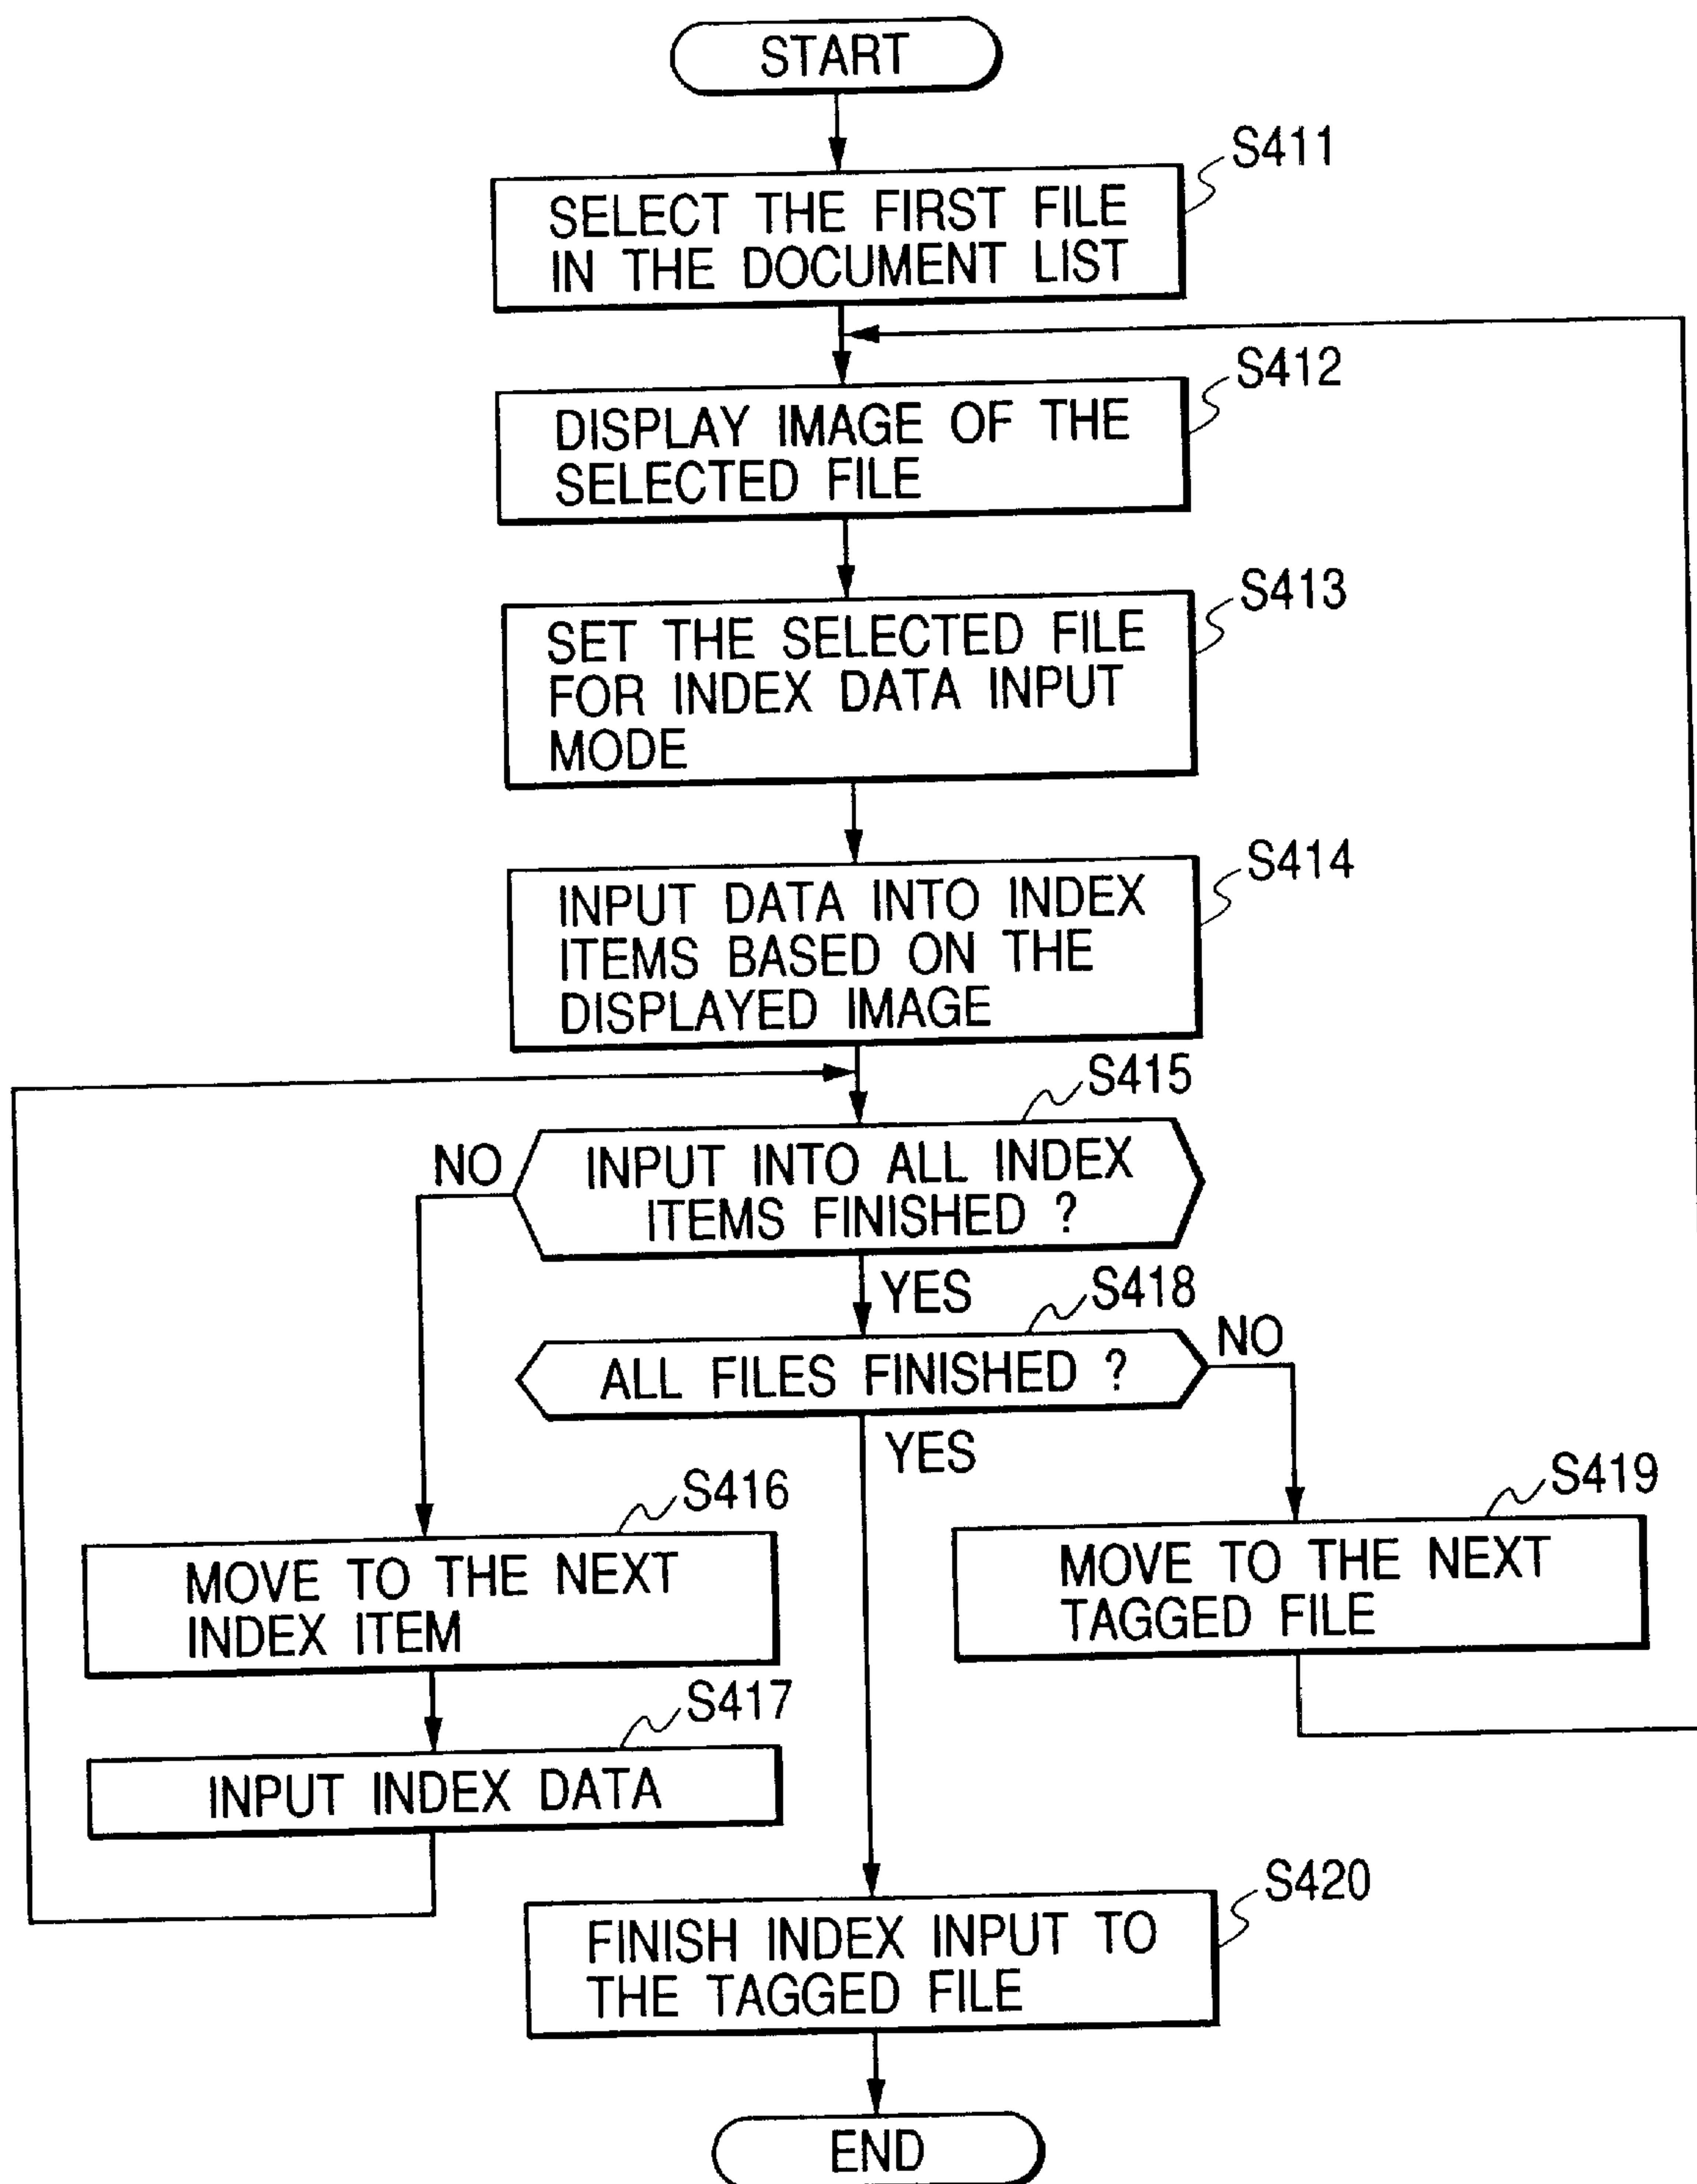 START
S411
SELECT THE FIRST FILE
IN THE DOCUMENT LIST
S412
DISPLAY IMAGE OF THE
SELECTED FILE
S413
SET THE SELECTED FILE
FOR INDEX DATA INPUT
MODE
S414
INPUT DATA INTO INDEX
ITEMS BASED ON THE
DISPLAYED IMAGE
S415
NO
INPUT INTO ALL INDEX
ITEMS FINISHED ?
YES
S418
NO
ALL FILES FINISHED ?
YES
S416
MOVE TO THE NEXT
INDEX ITEM
S419
MOVE TO THE NEXT
TAGGED FILE
S417
INPUT INDEX DATA
S420
FINISH INDEX INPUT TO
THE TAGGED FILE
END